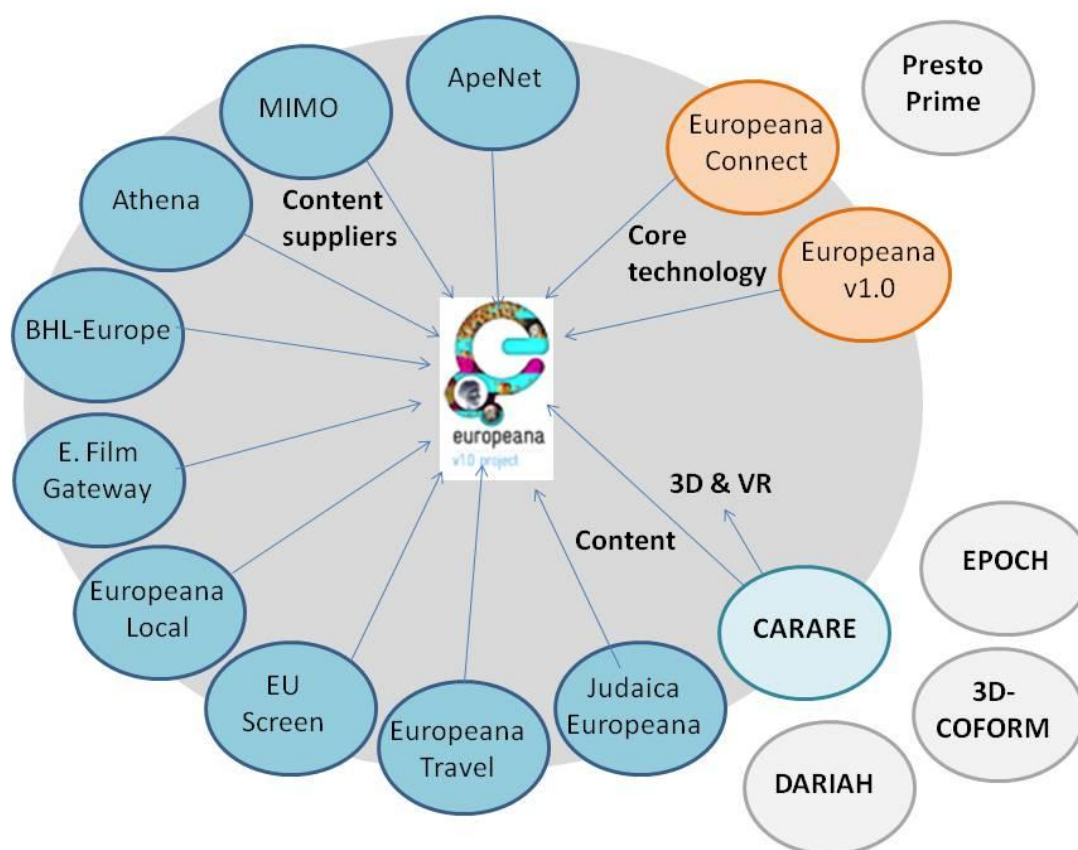 ApeNet
Presto
Prime
MIMO
Europeana
Connect
Athena
Content
suppliers
Core
technology
Europeana
v1.0
BHL-Europe
europeana
v1.0 project
E. Film
Gateway
3D & VR
Content
EPOCH
Europeana
Local
CARARE
EU
Screen
Judaica
Europeana
3D-
COFORM
Europeana
Travel
DARIAH